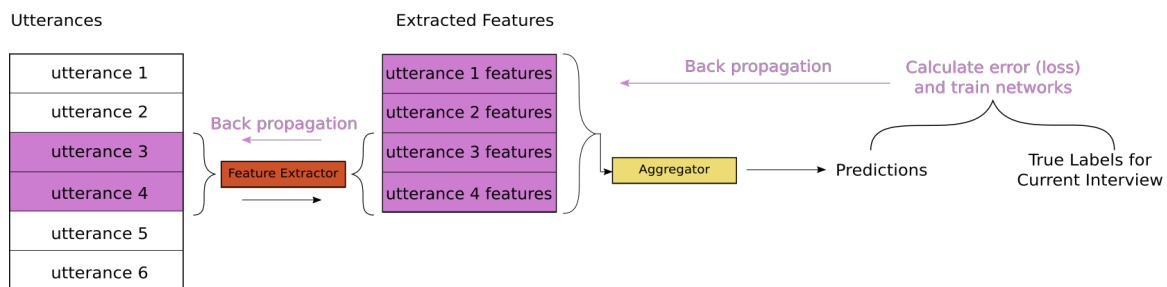 Utterances
utterance 1
utterance 2
utterance 3
utterance 4
utterance 5
utterance 6
Back propagation
Feature Extractor
Extracted Features
utterance 1 features
utterance 2 features
utterance 3 features
utterance 4 features
Aggregator
Back propagation
Calculate error (loss)
and train networks
Predictions
True Labels for
Current Interview